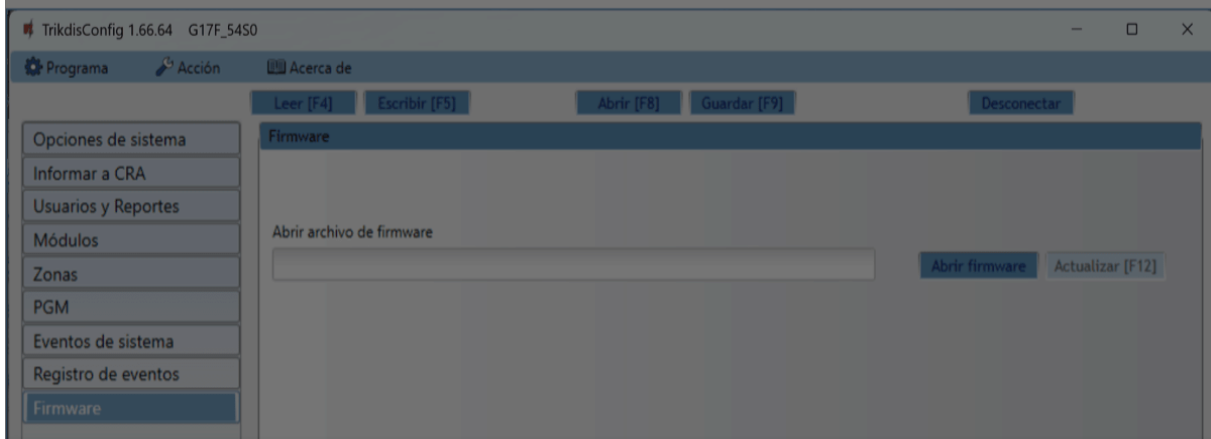 TrikdisConfig 1.66.64 G17F_54S0
Programa Acción Acerca de
Leer [F4] Escribir [F5] Abrir [F8] Guardar [F9] Desconectar
Opciones de sistema
Informar a CRA
Usuarios y Reportes
Módulos
Zonas
PGM
Eventos de sistema
Registro de eventos
Firmware
Firmware
Abrir archivo de firmware
Abrir firmware Actualizar [F12]